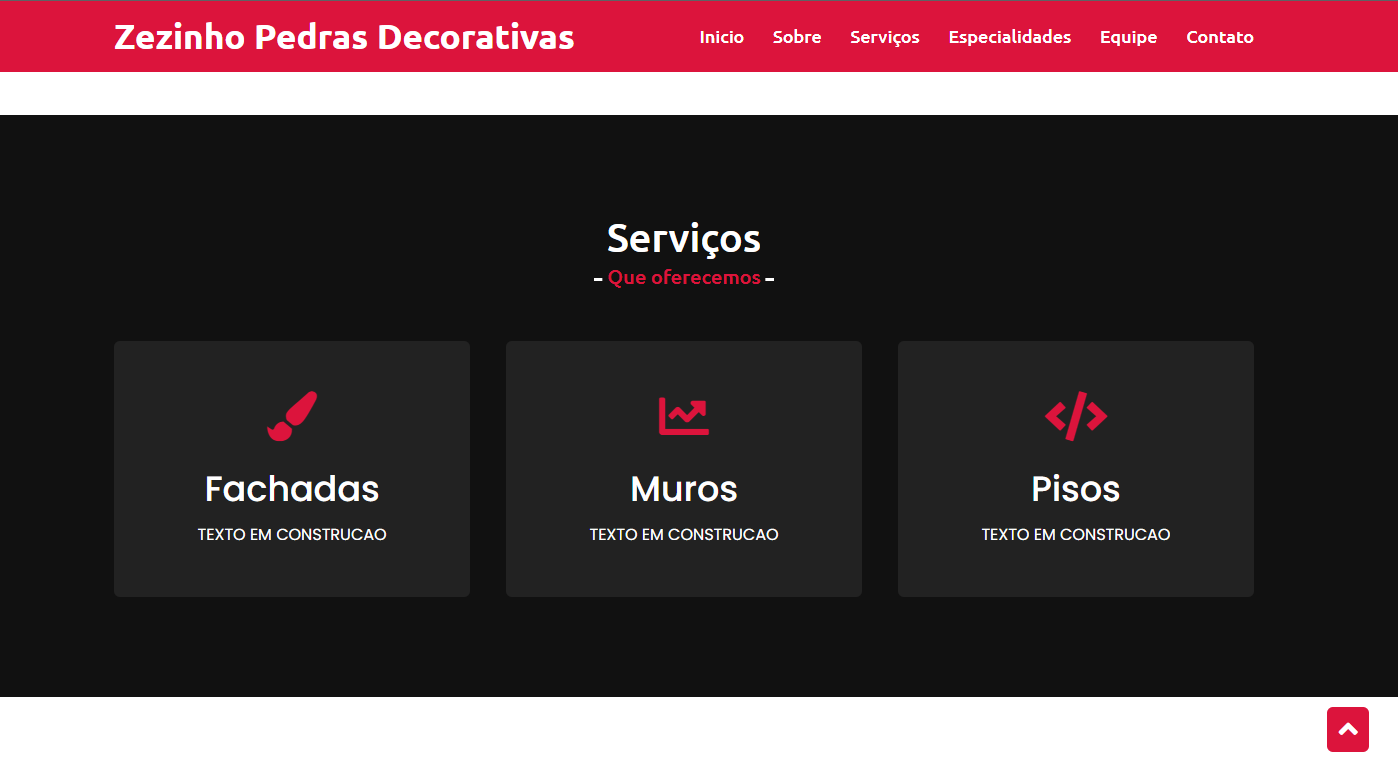 Zezinho Pedras Decorativas
Inicio Sobre Serviços Especialidades Equipe Contato
Serviços
Que oferecemos
Fachadas
TEXTO EM CONSTRUCAO
Muros
TEXTO EM CONSTRUCAO
Pisos
TEXTO EM CONSTRUCAO